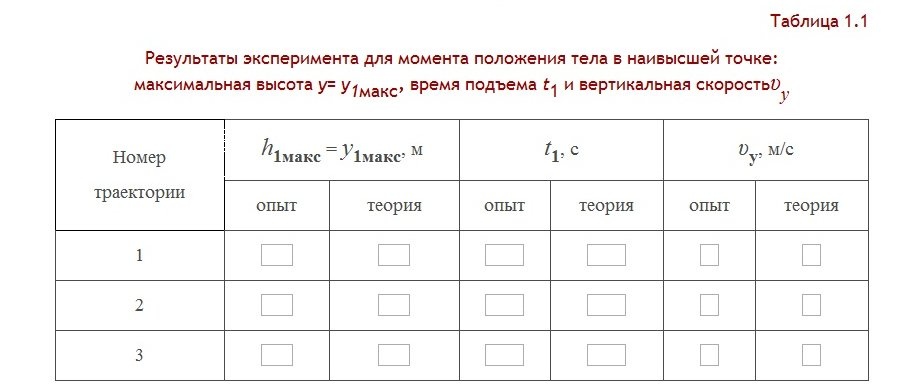 Таблица 1.1
Результаты эксперимента для момента положения тела в наивысшей точке:
максимальная высота y= y1макс, время подъема t1 и вертикальная скоростьυy
Номер траектории
h1макс = y1макс, м
t1, с
υy, м/с
опыт теория опыт теория опыт теория
1
2
3